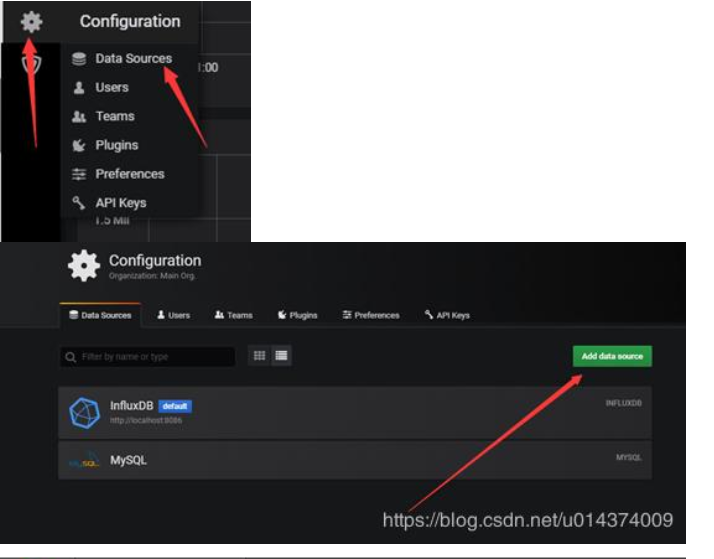 Configuration
Data Sources
1:00
Users
Teams
Plugins
Preferences
API Keys
1.5 Mil
Configuration
Organization: Main Org.
Data Sources Users Teams Plugins Preferences API Keys
Filter by name or type
Add data source
InfluxDB default INFLUXDB
http://localhost:8086
MySQL MySQL MYSQL
https://blog.csdn.net/u014374009